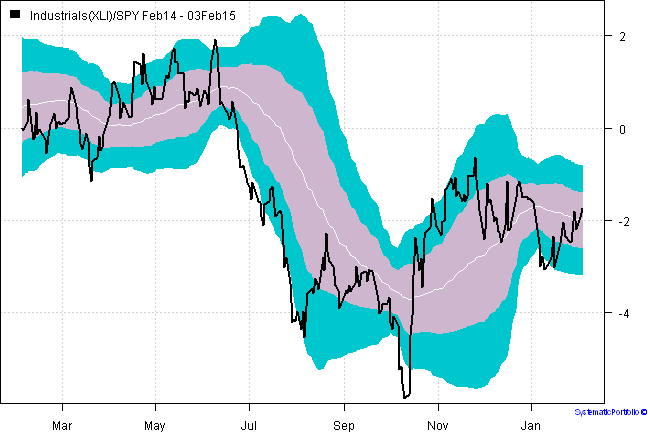 Industrials(XLI)/SPY Feb14 - 03Feb15
2
0
-2
-4
Mar May Jul Sep Nov Jan
SystematicPortfolio ©